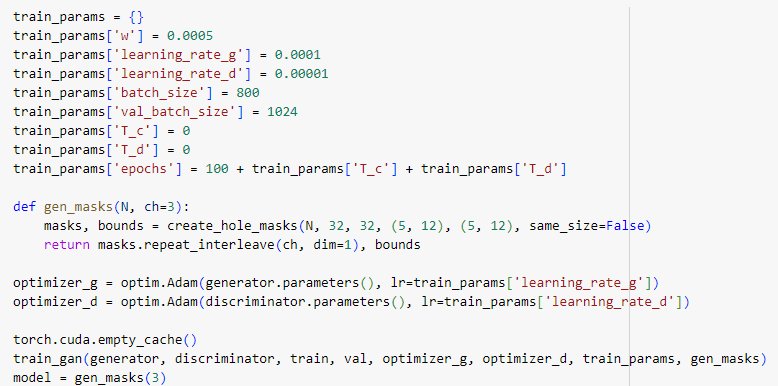 train_params = {}
train_params['w'] = 0.0005
train_params['learning_rate_g'] = 0.0001
train_params['learning_rate_d'] = 0.00001
train_params['batch_size'] = 800
train_params['val_batch_size'] = 1024
train_params['T_c'] = 0
train_params['T_d'] = 0
train_params['epochs'] = 100 + train_params['T_c'] + train_params['T_d']

def gen_masks(N, ch=3):
    masks, bounds = create_hole_masks(N, 32, 32, (5, 12), (5, 12), same_size=False)
    return masks.repeat_interleave(ch, dim=1), bounds

optimizer_g = optim.Adam(generator.parameters(), lr=train_params['learning_rate_g'])
optimizer_d = optim.Adam(discriminator.parameters(), lr=train_params['learning_rate_d'])

torch.cuda.empty_cache()
train_gan(generator, discriminator, train, val, optimizer_g, optimizer_d, train_params, gen_masks)
model = gen_masks(3)